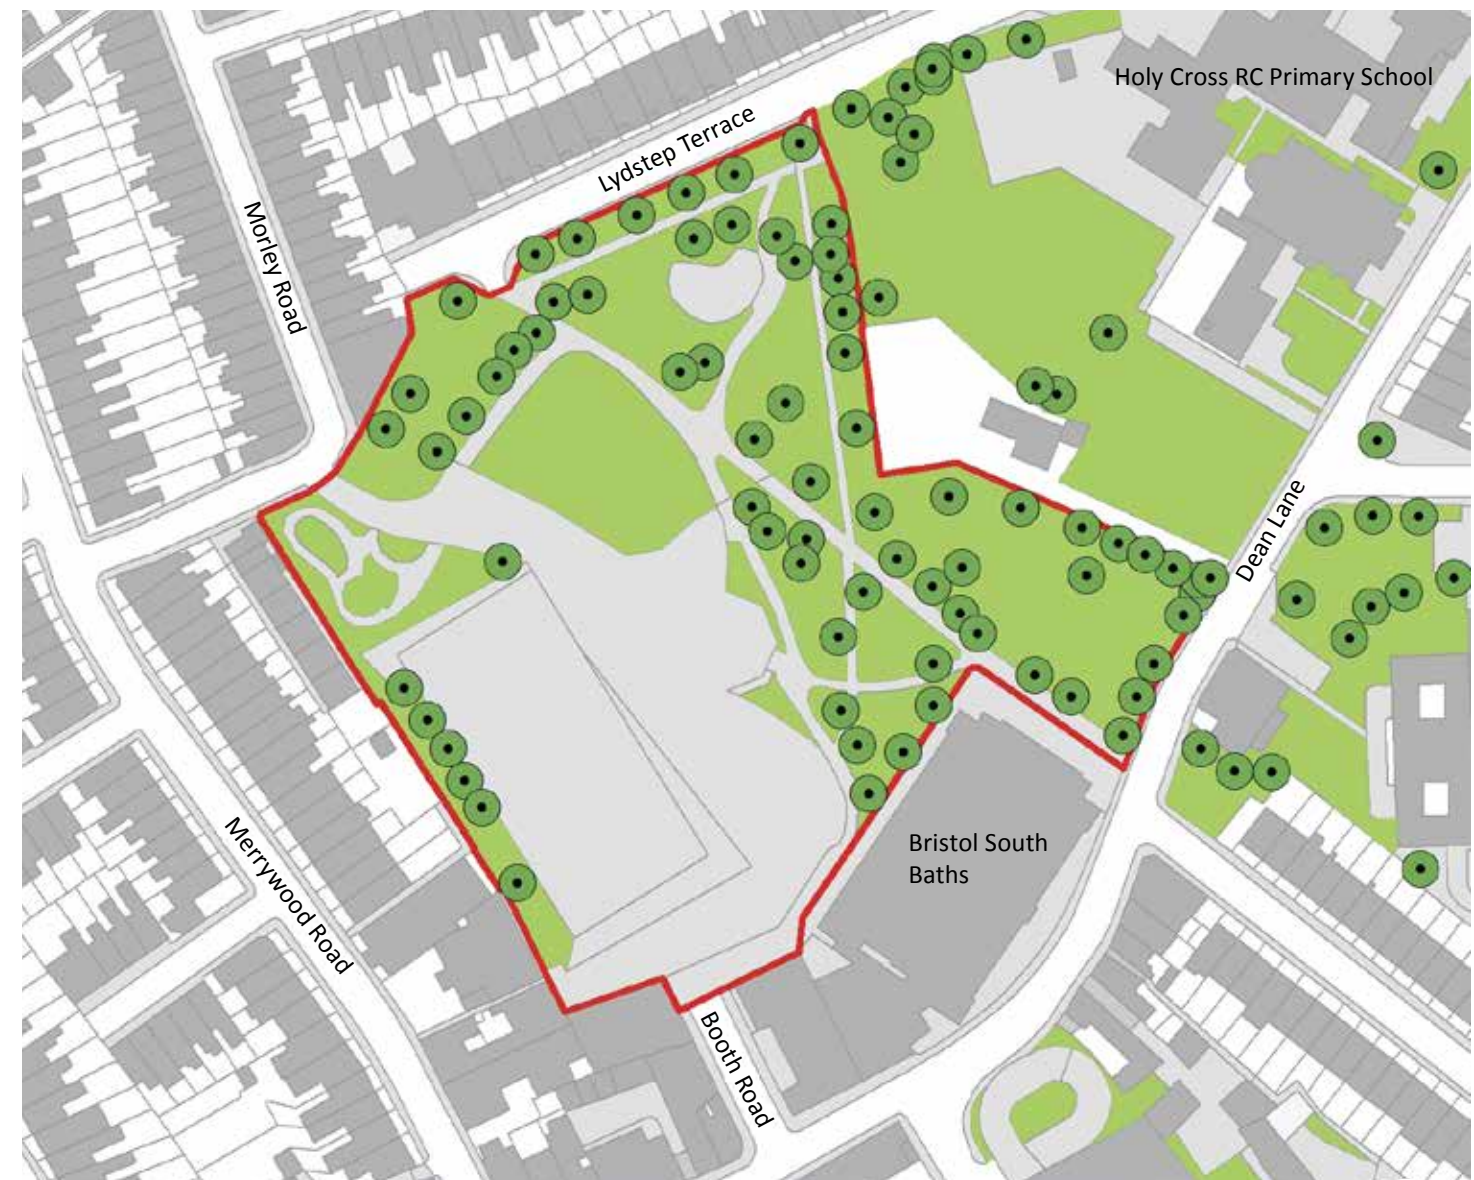 Holy Cross RC Primary School
Lydstep Terrace
Morley Road
Dean Lane
Merrywood Road
Bristol South
Baths
Booth Road